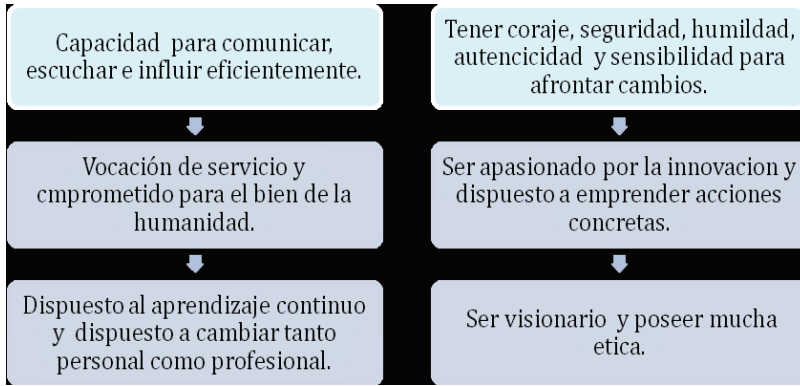 Capacidad para comunicar,
escuchar e influir eficientemente.
Vocación de servicio y
cmprometido para el bien de la
humanidad.
Dispuesto al aprendizaje continuo
y dispuesto a cambiar tanto
personal como profesional.
Tener coraje, seguridad, humildad,
autencicidad y sensibilidad para
afrontar cambios.
Ser apasionado por la innovacion y
dispuesto a emprender acciones
concretas.
Ser visionario y poseer mucha
etica.